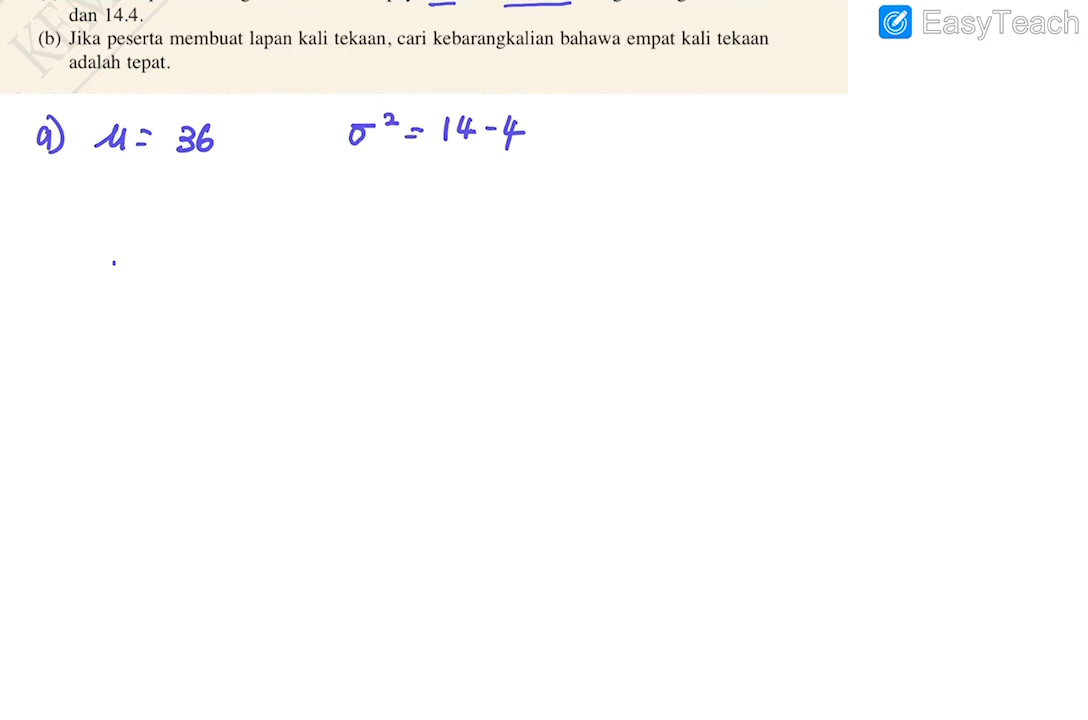 dan 14.4.
EasyTeach
(b) Jika peserta membuat lapan kali tekaan, cari kebarangkalian bahawa empat kali tekaan
adalah tepat.
a) μ = 36 σ² = 14-4